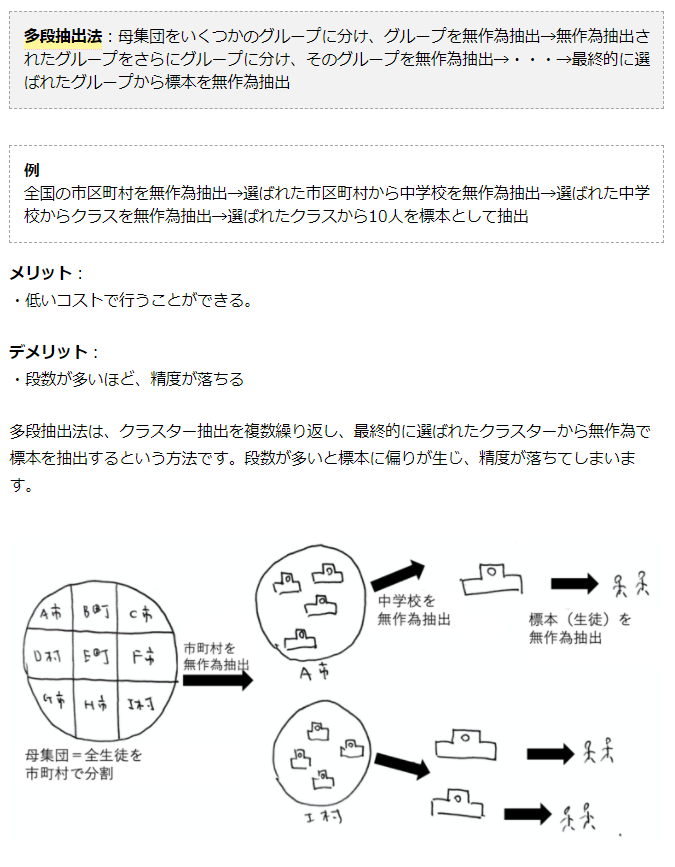 多段抽出法：母集団をいくつかのグループに分け、グループを無作為抽出→無作為抽出さ
れたグループをさらにグループに分け、そのグループを無作為抽出→・・・→最終的に選
ばれたグループから標本を無作為抽出
例
全国の市区町村を無作為抽出→選ばれた市区町村から中学校を無作為抽出→選ばれた中学
校からクラスを無作為抽出→選ばれたクラスから10人を標本として抽出
メリット：
・低いコストで行うことができる。
デメリット：
・段数が多いほど、精度が落ちる
多段抽出法は、クラスター抽出を複数繰り返し、最終的に選ばれたクラスターから無作為で
標本を抽出するという方法です。段数が多いと標本に偏りが生じ、精度が落ちてしまいま
す。
A市 B町 C市
D村 E町 F市
G市 H市 I村
母集団＝全生徒を
市町村で分割
市町村を
無作為抽出
A市
中学校を
無作為抽出
標本（生徒）を
無作為抽出
I村